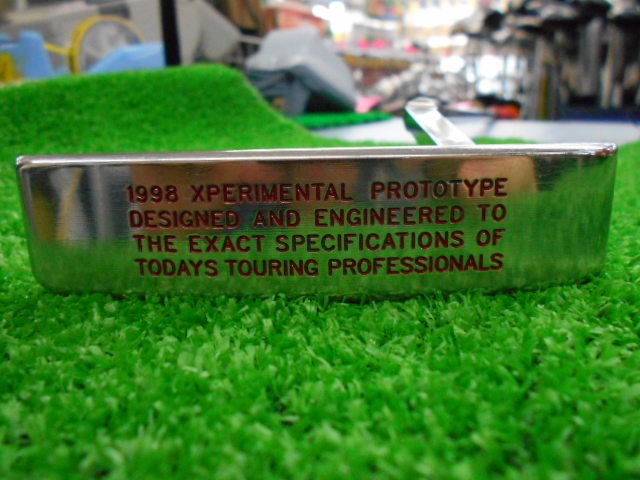 1998 XPERIMENTAL PROTOTYPE
DESIGNED AND ENGINEERED TO
THE EXACT SPECIFICATIONS OF
TODAYS TOURING PROFESSIONALS